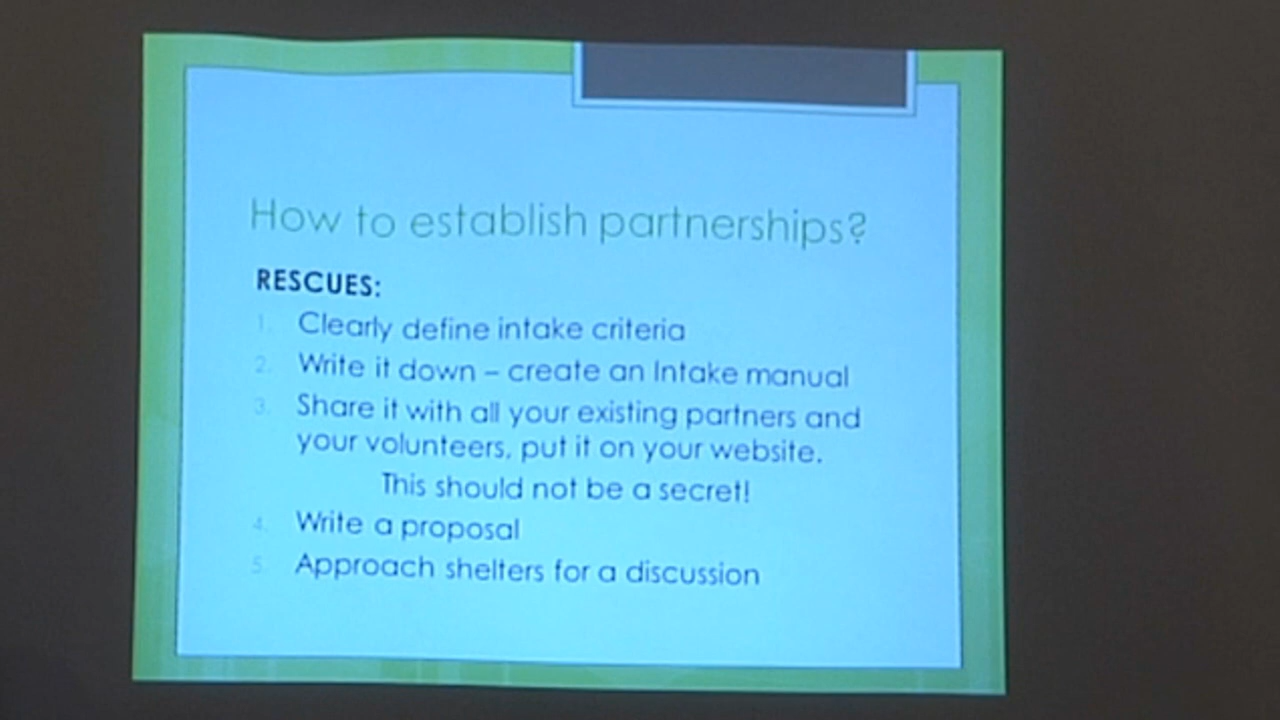 How to establish partnerships?
RESCUES:
1. Clearly define intake criteria
2. Write it down – create an Intake manual
3. Share it with all your existing partners and
your volunteers, put it on your website.
This should not be a secret!
4. Write a proposal
5. Approach shelters for a discussion